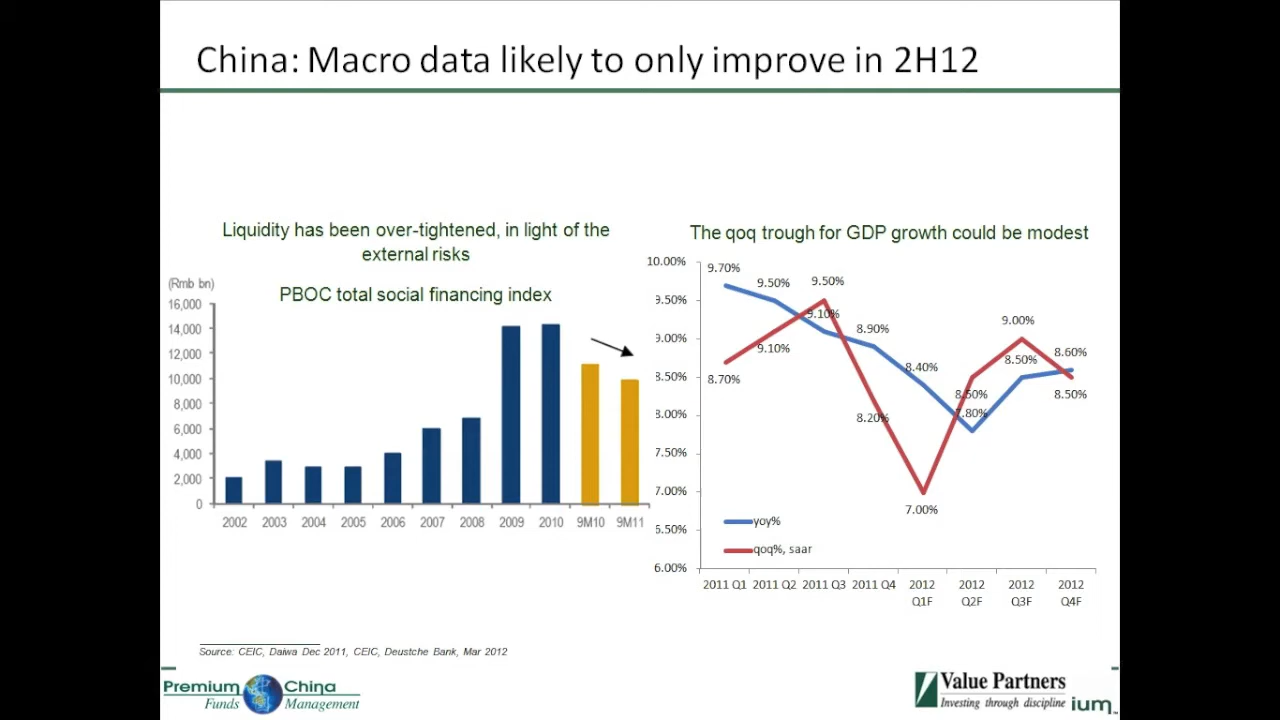 China: Macro data likely to only improve in 2H12
Liquidity has been over-tightened, in light of the
external risks
(Rmb bn)
PBOC total social financing index
16,000
14,000
12,000
10,000
8,000
6,000
4,000
2,000
0
2002 2003 2004 2005 2006 2007 2008 2009 2010 9M10 9M11
The qoq trough for GDP growth could be modest
10.00%
9.50%
9.00%
8.50%
8.00%
7.50%
7.00%
6.50%
6.00%
9.70%
9.50%
9.10%
8.90%
8.40%
7.80%
8.50%
8.60%
8.70%
9.10%
9.50%
8.20%
7.00%
8.50%
9.00%
8.50%
yoy%
qoq%, saar
2011 Q1 2011 Q2 2011 Q3 2011 Q4 2012 2012 2012 2012
Q1F Q2F Q3F Q4F
Source: CEIC, Daiwa Dec 2011, CEIC, Deustche Bank, Mar 2012
Premium China
Funds Management
Value Partners
Investing through discipline
ium™